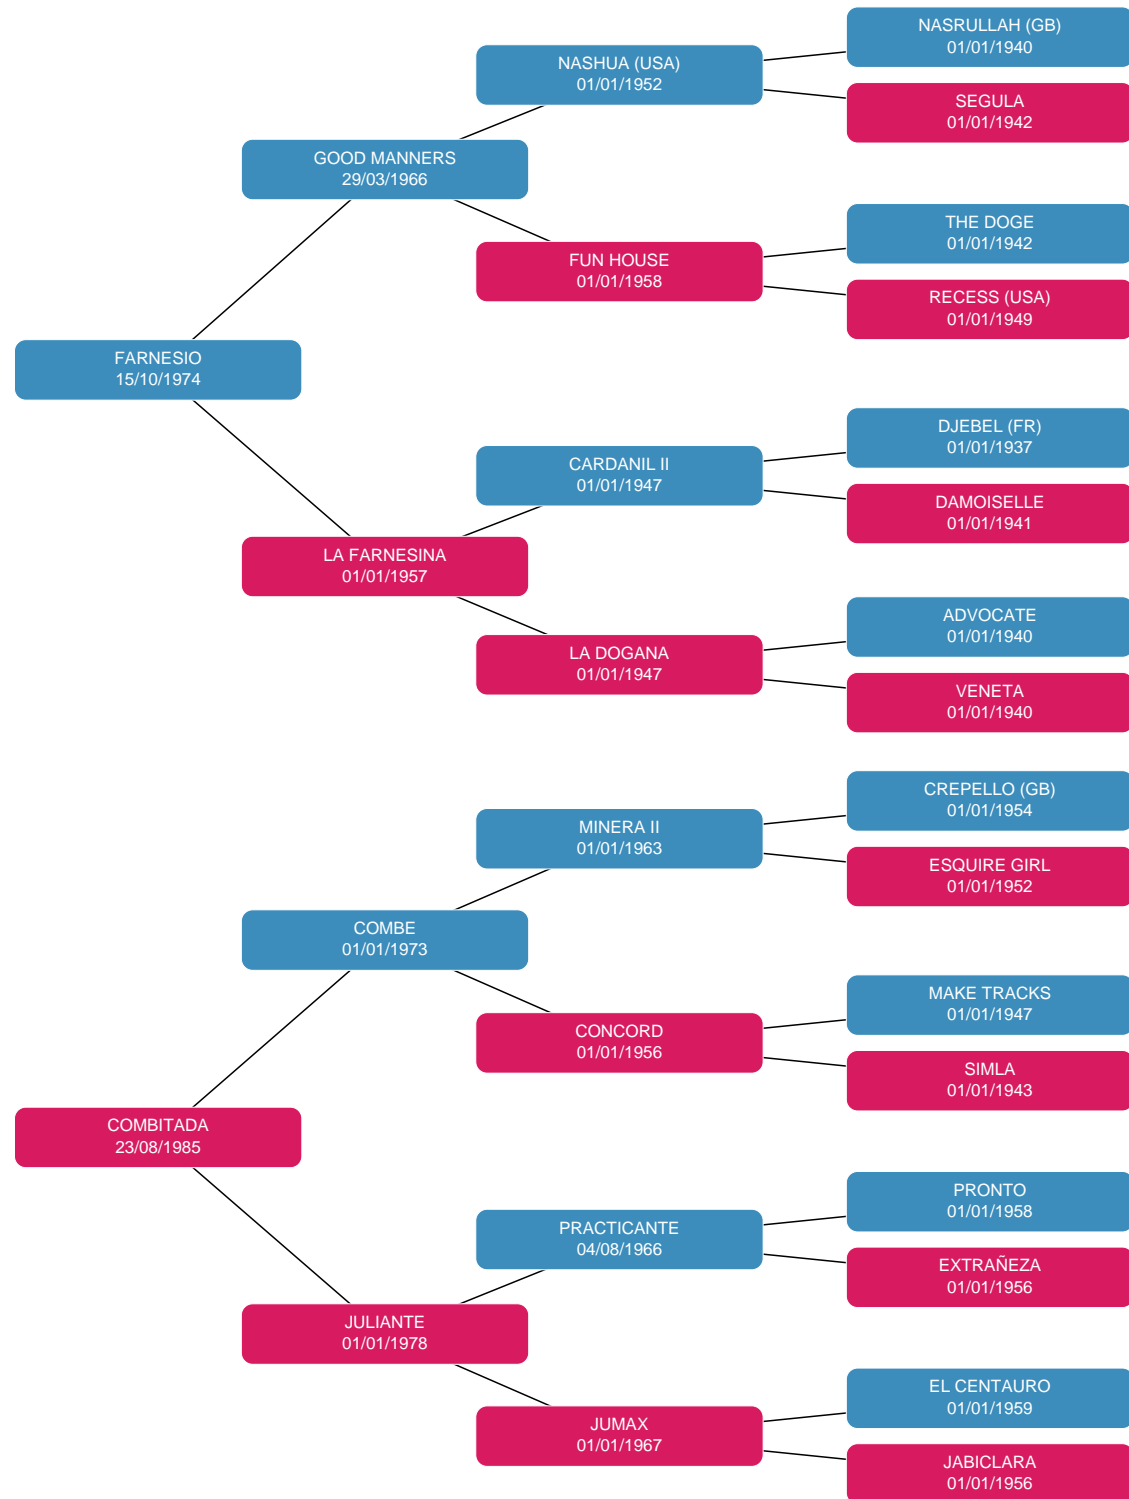 NASRULLAH (GB)
01/01/1940
NASHUA (USA)
01/01/1952
SEGULA
01/01/1942
GOOD MANNERS
29/03/1966
THE DOGE
01/01/1942
FUN HOUSE
01/01/1958
RECESS (USA)
01/01/1949
FARNESIO
15/10/1974
DJEBEL (FR)
01/01/1937
CARDANIL II
01/01/1947
DAMOISELLE
01/01/1941
LA FARNESINA
01/01/1957
ADVOCATE
01/01/1940
LA DOGANA
01/01/1947
VENETA
01/01/1940
CREPELLO (GB)
01/01/1954
MINERA II
01/01/1963
ESQUIRE GIRL
01/01/1952
COMBE
01/01/1973
MAKE TRACKS
01/01/1947
CONCORD
01/01/1956
SIMLA
01/01/1943
COMBITADA
23/08/1985
PRONTO
01/01/1958
PRACTICANTE
04/08/1966
EXTRAÑEZA
01/01/1956
JULIANTE
01/01/1978
EL CENTAURO
01/01/1959
JUMAX
01/01/1967
JABICLARA
01/01/1956